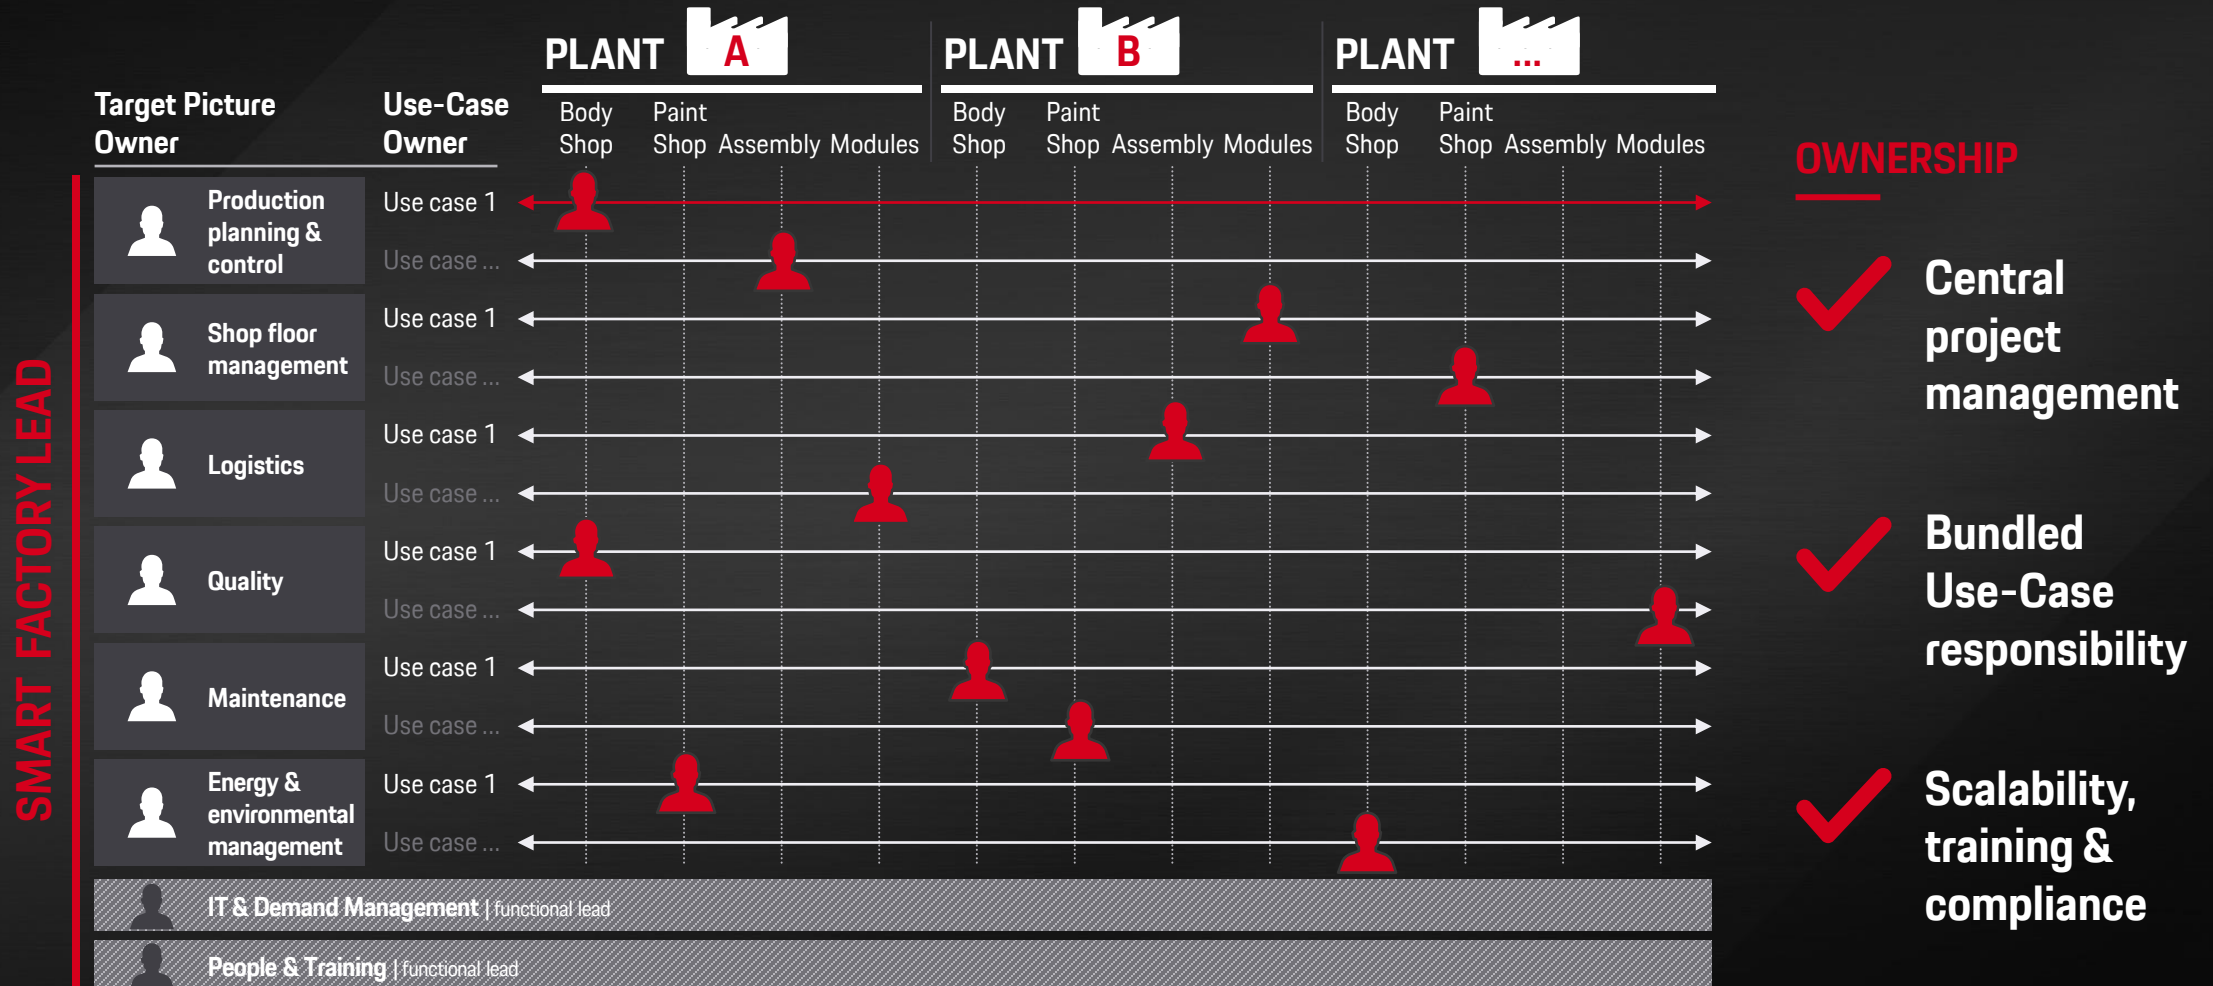 PLANT A
PLANT B
PLANT ...
Target Picture
Owner
Use-Case
Owner
Body
Shop
Paint
Shop
Assembly
Modules
Body
Shop
Paint
Shop
Assembly
Modules
Body
Shop
Paint
Shop
Assembly
Modules
SMART FACTORY LEAD
Production
planning &
control
Use case 1
Use case ...
Shop floor
management
Use case 1
Use case ...
Logistics
Use case 1
Use case ...
Quality
Use case 1
Use case ...
Maintenance
Use case 1
Use case ...
Energy &
environmental
management
Use case 1
Use case ...
IT & Demand Management | functional lead
People & Training | functional lead
OWNERSHIP
Central
project
management
Bundled
Use-Case
responsibility
Scalability,
training &
compliance